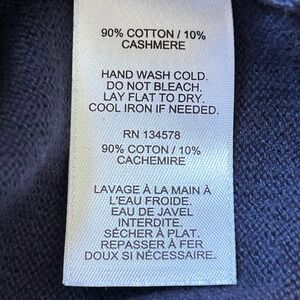 90% COTTON / 10%
CASHMERE
HAND WASH COLD.
DO NOT BLEACH.
LAY FLAT TO DRY.
COOL IRON IF NEEDED.
RN 134578
90% COTON / 10%
CACHEMIRE
LAVAGE À LA MAIN À
L'EAU FROIDE.
EAU DE JAVEL
INTERDITE.
SÉCHER À PLAT.
REPASSER À FER
DOUX SI NÉCESSAIRE.